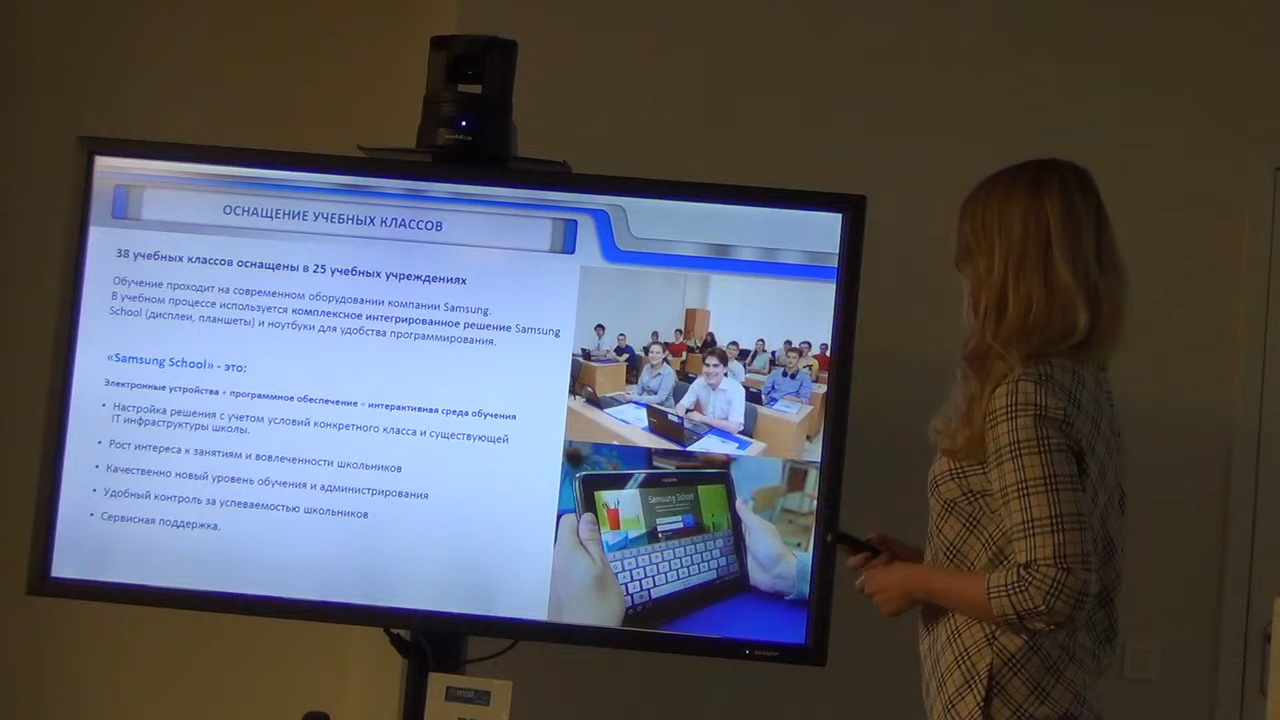 ОСНАЩЕНИЕ УЧЕБНЫХ КЛАССОВ
38 учебных классов оснащены в 25 учебных учреждениях
Обучение проходит на современном оборудовании компании Samsung.
В учебном процессе используется комплексное интегрированное решение Samsung
School (дисплеи, планшеты) и ноутбуки для удобства программирования.
«Samsung School» - это:
Электронные устройства + программное обеспечение = интерактивная среда обучения
• Настройка решения с учетом условий конкретного класса и существующей
IT инфраструктуры школы.
• Рост интереса к занятиям и вовлеченности школьников
• Качественно новый уровень обучения и администрирования
• Удобный контроль за успеваемостью школьников
• Сервисная поддержка.
Samsung School